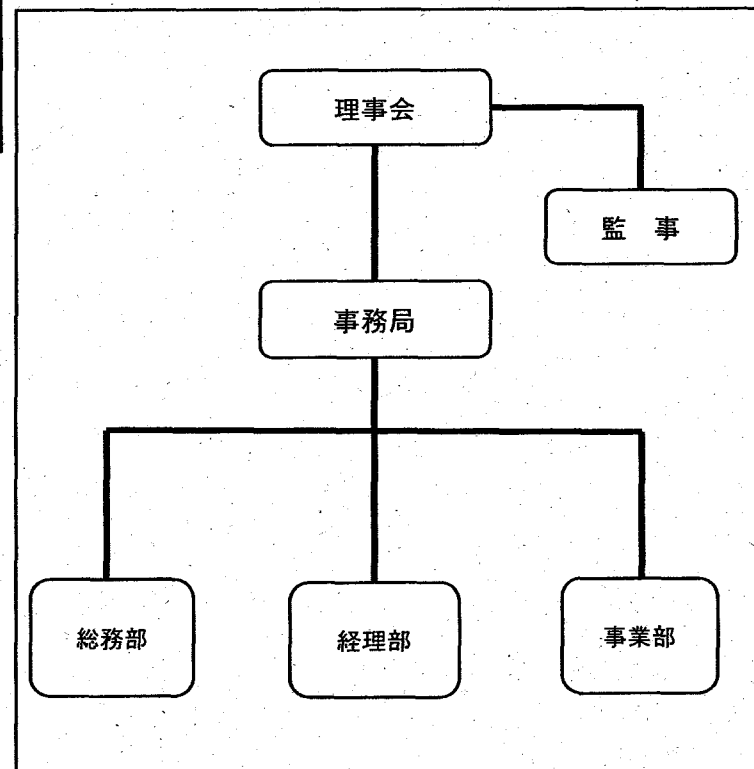 理事会
監　事
事務局
総務部
経理部
事業部